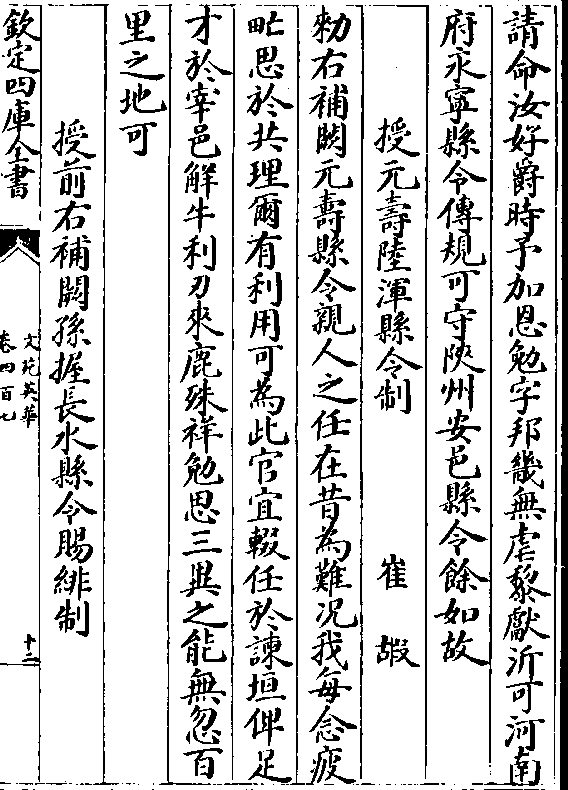 請命汝好爵時予加恩勉字邦畿無虐黎獻沂可河南
府永寧縣令傳規可守陝州安邑縣令餘如故
授元壽陸渾縣令制　崔嘏
勑右補闕元壽縣令親人之任在昔為難况我每念疲
甿思於共理爾有利用可為此官宜輟任於諫垣俾足
才於宰邑解牛利刃來鹿殊祥勉思三異之能無忽百
里之地可
授前右補闕孫握長水縣令賜緋制
欽定四庫全書
文苑英華
卷四百七
十二